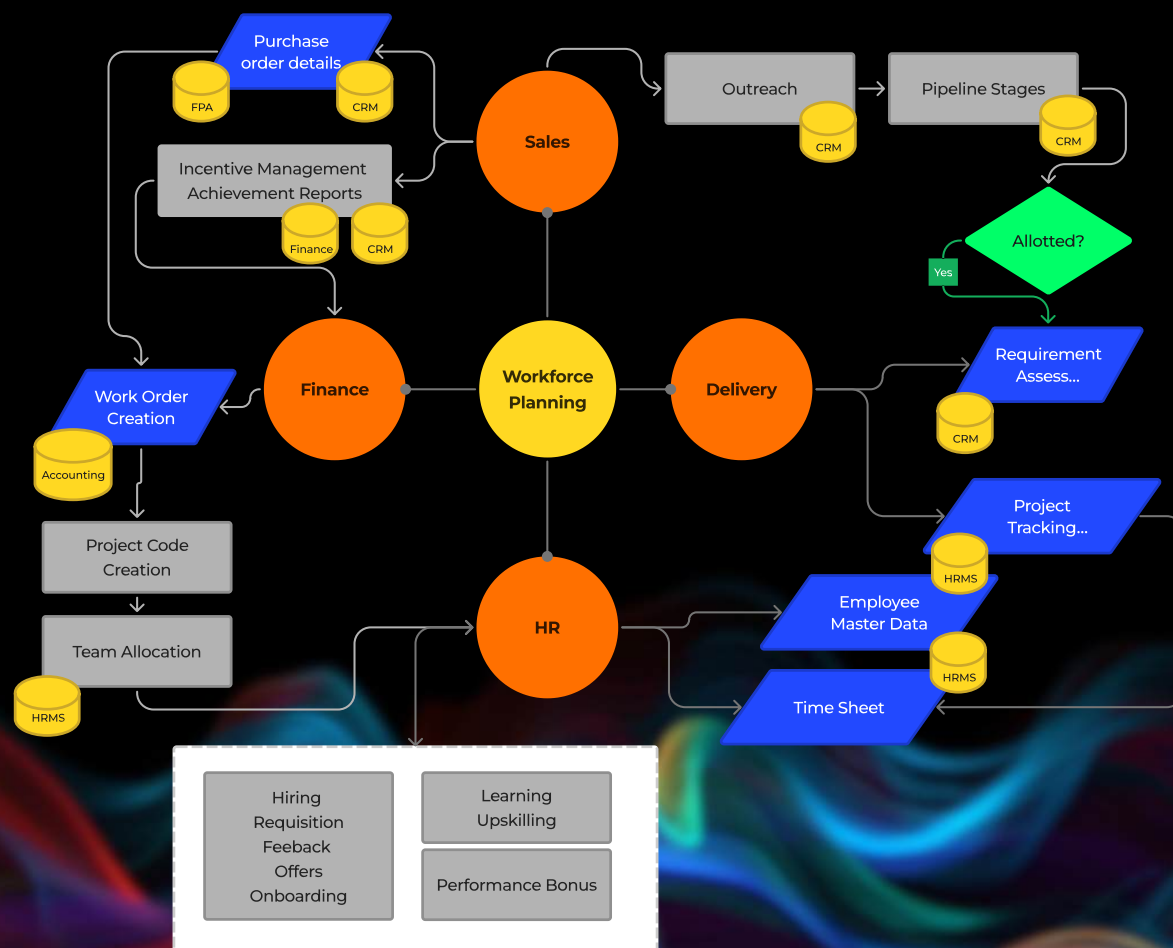 Purchase
order details
FPA
CRM
Sales
Outreach
CRM
Pipeline Stages
CRM
Incentive Management
Achievement Reports
Finance
CRM
Allotted?
Yes
Finance
Workforce
Planning
Delivery
Requirement
Assess...
CRM
Work Order
Creation
Accounting
Project
Tracking...
HRMS
Project Code
Creation
Employee
Master Data
HRMS
HR
Team Allocation
HRMS
Time Sheet
Hiring
Requisition
Feeback
Offers
Onboarding
Learning
Upskilling
Performance Bonus